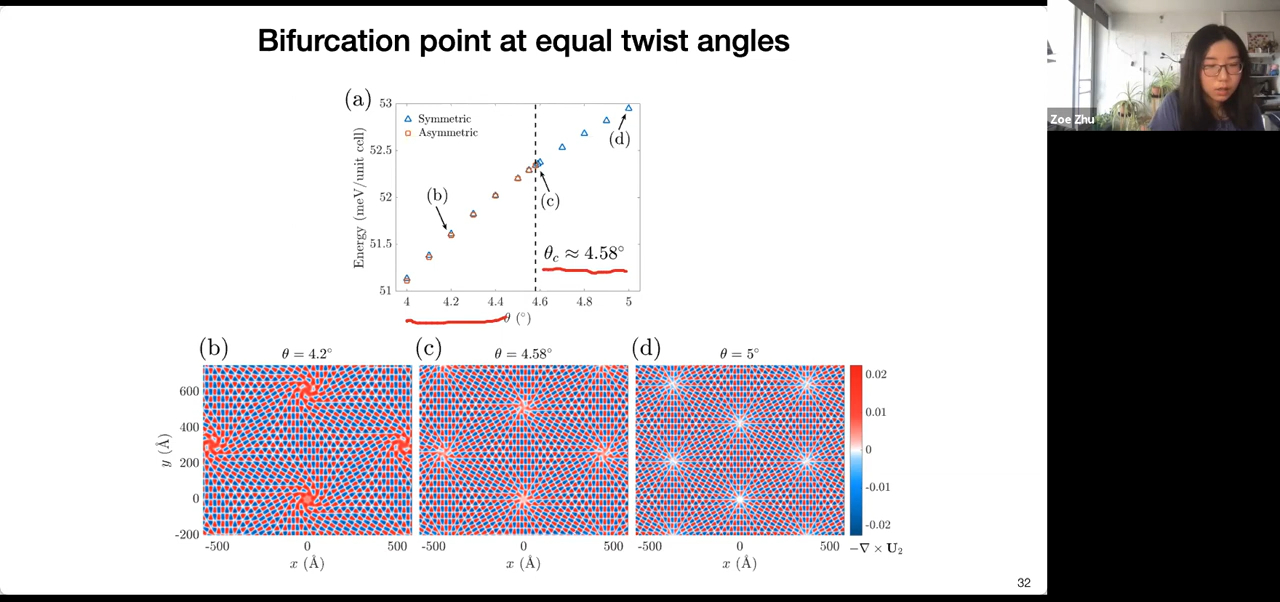 Bifurcation point at equal twist angles
(a)
53
52.5
52
51.5
51
Energy (meV/unit cell)
Symmetric
Asymmetric
(b)
(c)
(d)
θc ≈ 4.58°
4 4.2 4.4 4.6 4.8 5
θ (°)
(b) θ = 4.2°
(c) θ = 4.58°
(d) θ = 5°
600
400
200
0
-200
y (Å)
-500 0 500
x (Å)
-500 0 500
x (Å)
-500 0 500
x (Å)
0.02
0.01
0
-0.01
-0.02
−∇ × U₂
32
Zoe Zhu